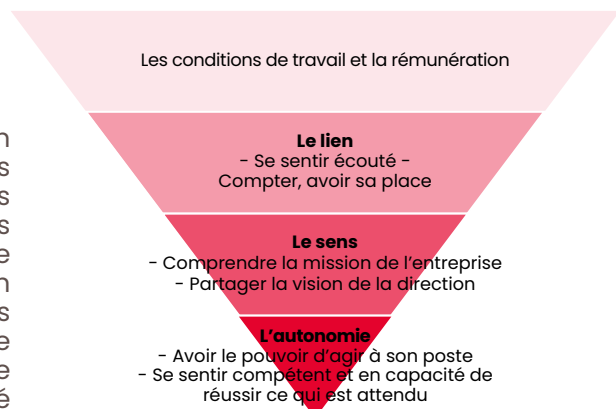 Les conditions de travail et la rémunération
Le lien
- Se sentir écouté -
Compter, avoir sa place
Le sens
- Comprendre la mission de l'entreprise
- Partager la vision de la direction
L'autonomie
- Avoir le pouvoir d'agir à son poste
- Se sentir compétent et en capacité de
réussir ce qui est attendu